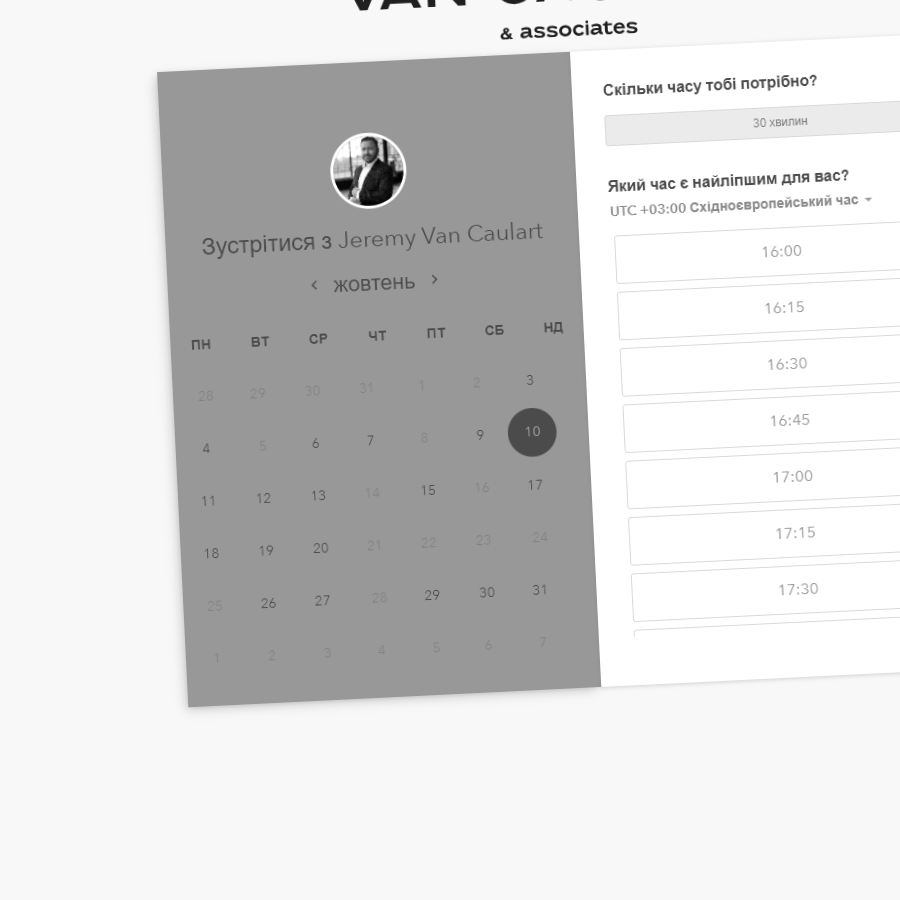 & associates
Зустрітися з Jeremy Van Caulart
жовтень
ПН ВТ СР ЧТ ПТ СБ НД
28 29 30 31 1 2 3
4 5 6 7 8 9 10
11 12 13 14 15 16 17
18 19 20 21 22 23 24
25 26 27 28 29 30 31
1 2 3 4 5 6 7
Скільки часу тобі потрібно?
30 хвилин
Який час є найліпшим для вас?
UTC +03:00 Східноєвропейський час
16:00
16:15
16:30
16:45
17:00
17:15
17:30